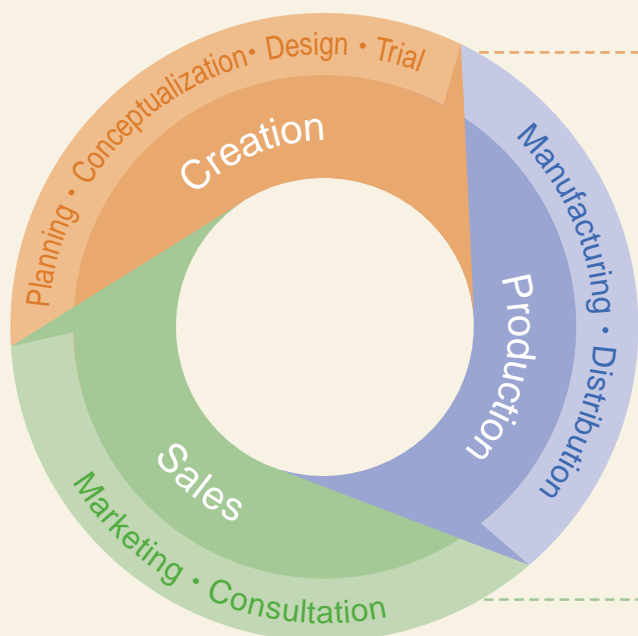 Planning · Conceptualization · Design · Trial
Creation
Manufacturing · Distribution
Production
Sales
Marketing · Consultation